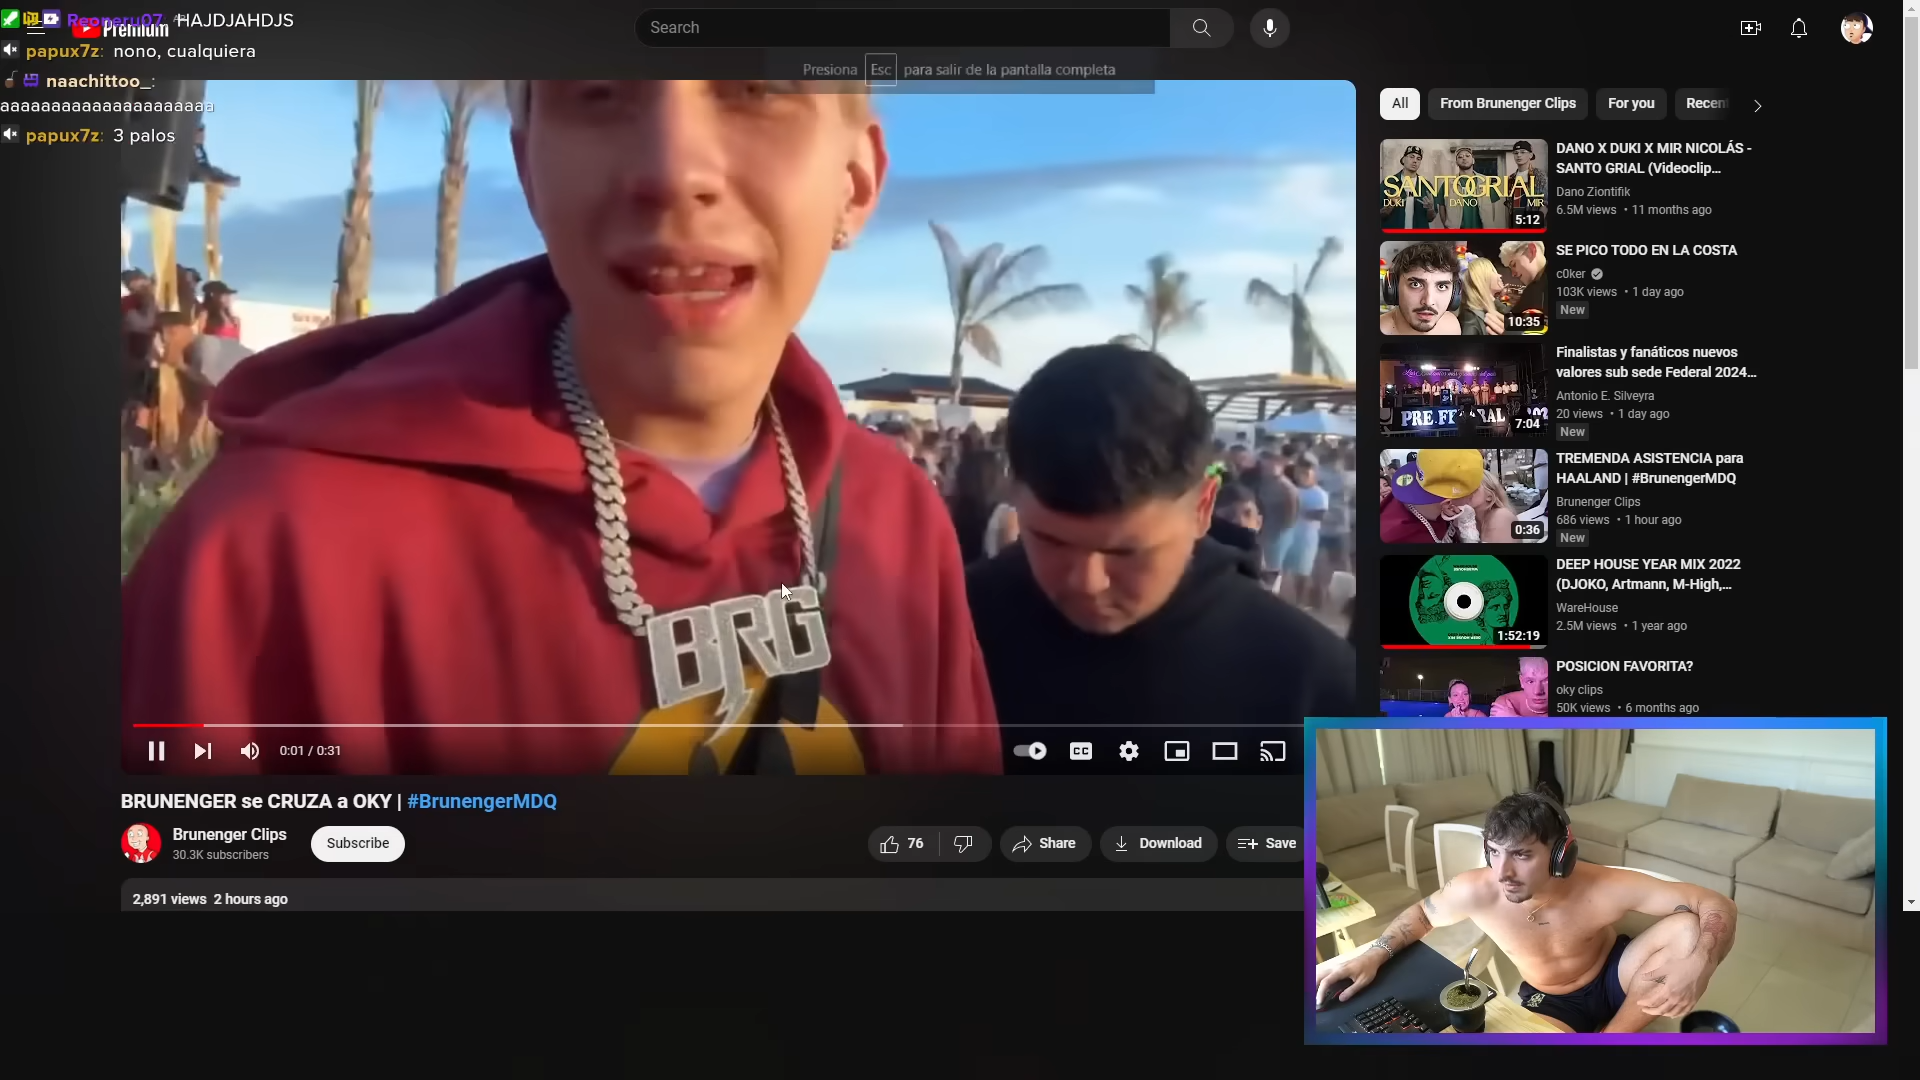 Reoneru07: HAJDJAHDJS
Premium
papux7z: nono, cualquiera
naachittoo_:
aaaaaaaaaaaaaaaaaaaaa
papux7z: 3 palos
Search
Presiona Esc para salir de la pantalla completa
BRG
0:01 / 0:31
CC
BRUNENGER se CRUZA a OKY | #BrunengerMDQ
Brunenger Clips
30.3K subscribers
Subscribe
76
Share
Download
Save
2,891 views 2 hours ago
All
From Brunenger Clips
For you
SANTO GRIAL
DUKI DANO MIR
5:12
DANO X DUKI X MIR NICOLÁS -
SANTO GRIAL (Videoclip...
Dano Ziontifik
6.5M views • 11 months ago
10:35
SE PICO TODO EN LA COSTA
c0ker
103K views • 1 day ago
New
7:04
Finalistas y fanáticos nuevos
valores sub sede Federal 2024...
Antonio E. Silveyra
20 views • 1 day ago
New
0:36
TREMENDA ASISTENCIA para
HAALAND | #BrunengerMDQ
Brunenger Clips
686 views • 1 hour ago
New
1:52:19
DEEP HOUSE YEAR MIX 2022
(DJOKO, Artmann, M-High,...
WareHouse
2.5M views • 1 year ago
POSICION FAVORITA?
oky clips
50K views • 6 months ago